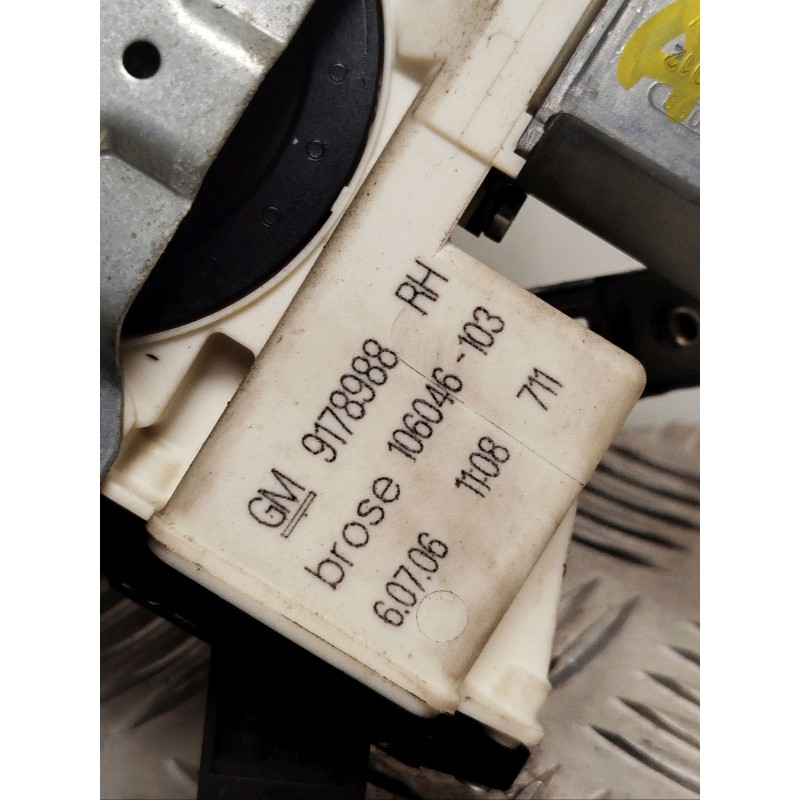 GM 9178988 RH
brose 106046-103
6.07.06 11:08 711